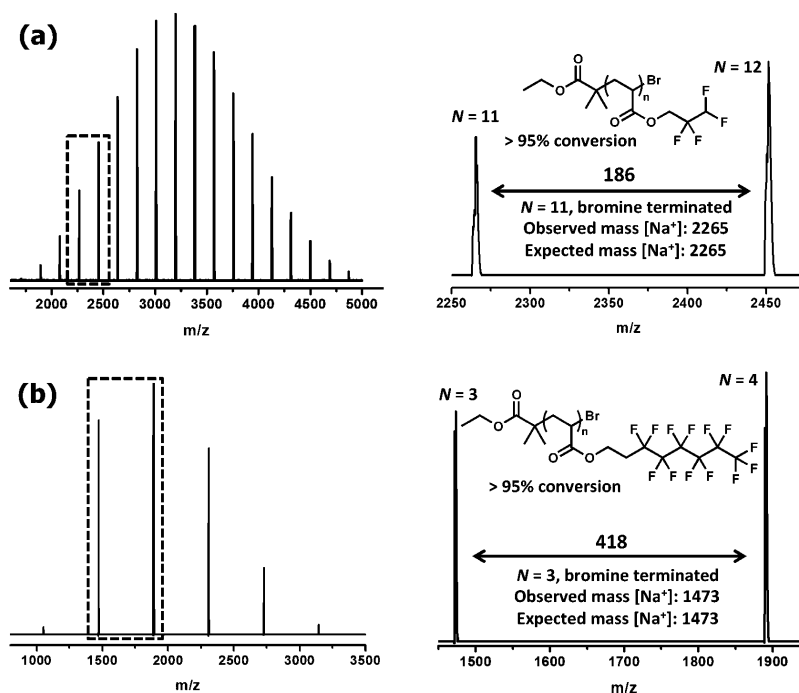 (a)
2000 2500 3000 3500 4000 4500 5000
m/z
N = 11
N = 12
O
O
Br
n
O
O
F
F
F
F
> 95% conversion
186
N = 11, bromine terminated
Observed mass [Na⁺]: 2265
Expected mass [Na⁺]: 2265
2250 2300 2350 2400 2450
m/z
(b)
1000 1500 2000 2500 3000 3500
m/z
N = 3
N = 4
O
O
Br
n
O
O
F F F F F F
F F F F F F
F
> 95% conversion
418
N = 3, bromine terminated
Observed mass [Na⁺]: 1473
Expected mass [Na⁺]: 1473
1500 1600 1700 1800 1900
m/z